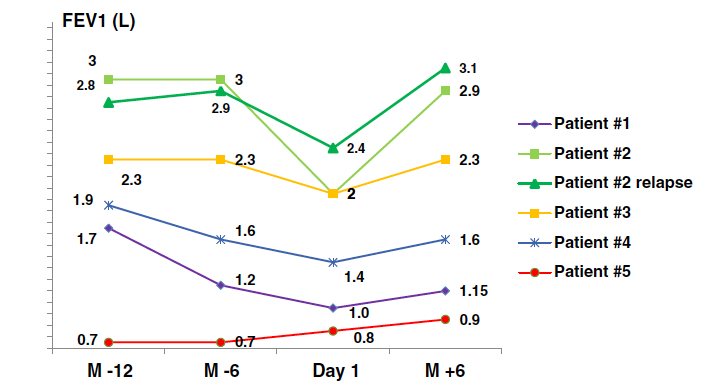 FEV1 (L)
3
2.8
3
2.9
2.3
2.3
1.9
1.7
1.6
1.2
0.7
0.7
2.4
2
1.4
1.0
0.8
3.1
2.9
2.3
1.6
1.15
0.9
Patient #1
Patient #2
Patient #2 relapse
Patient #3
Patient #4
Patient #5
M -12 M -6 Day 1 M +6